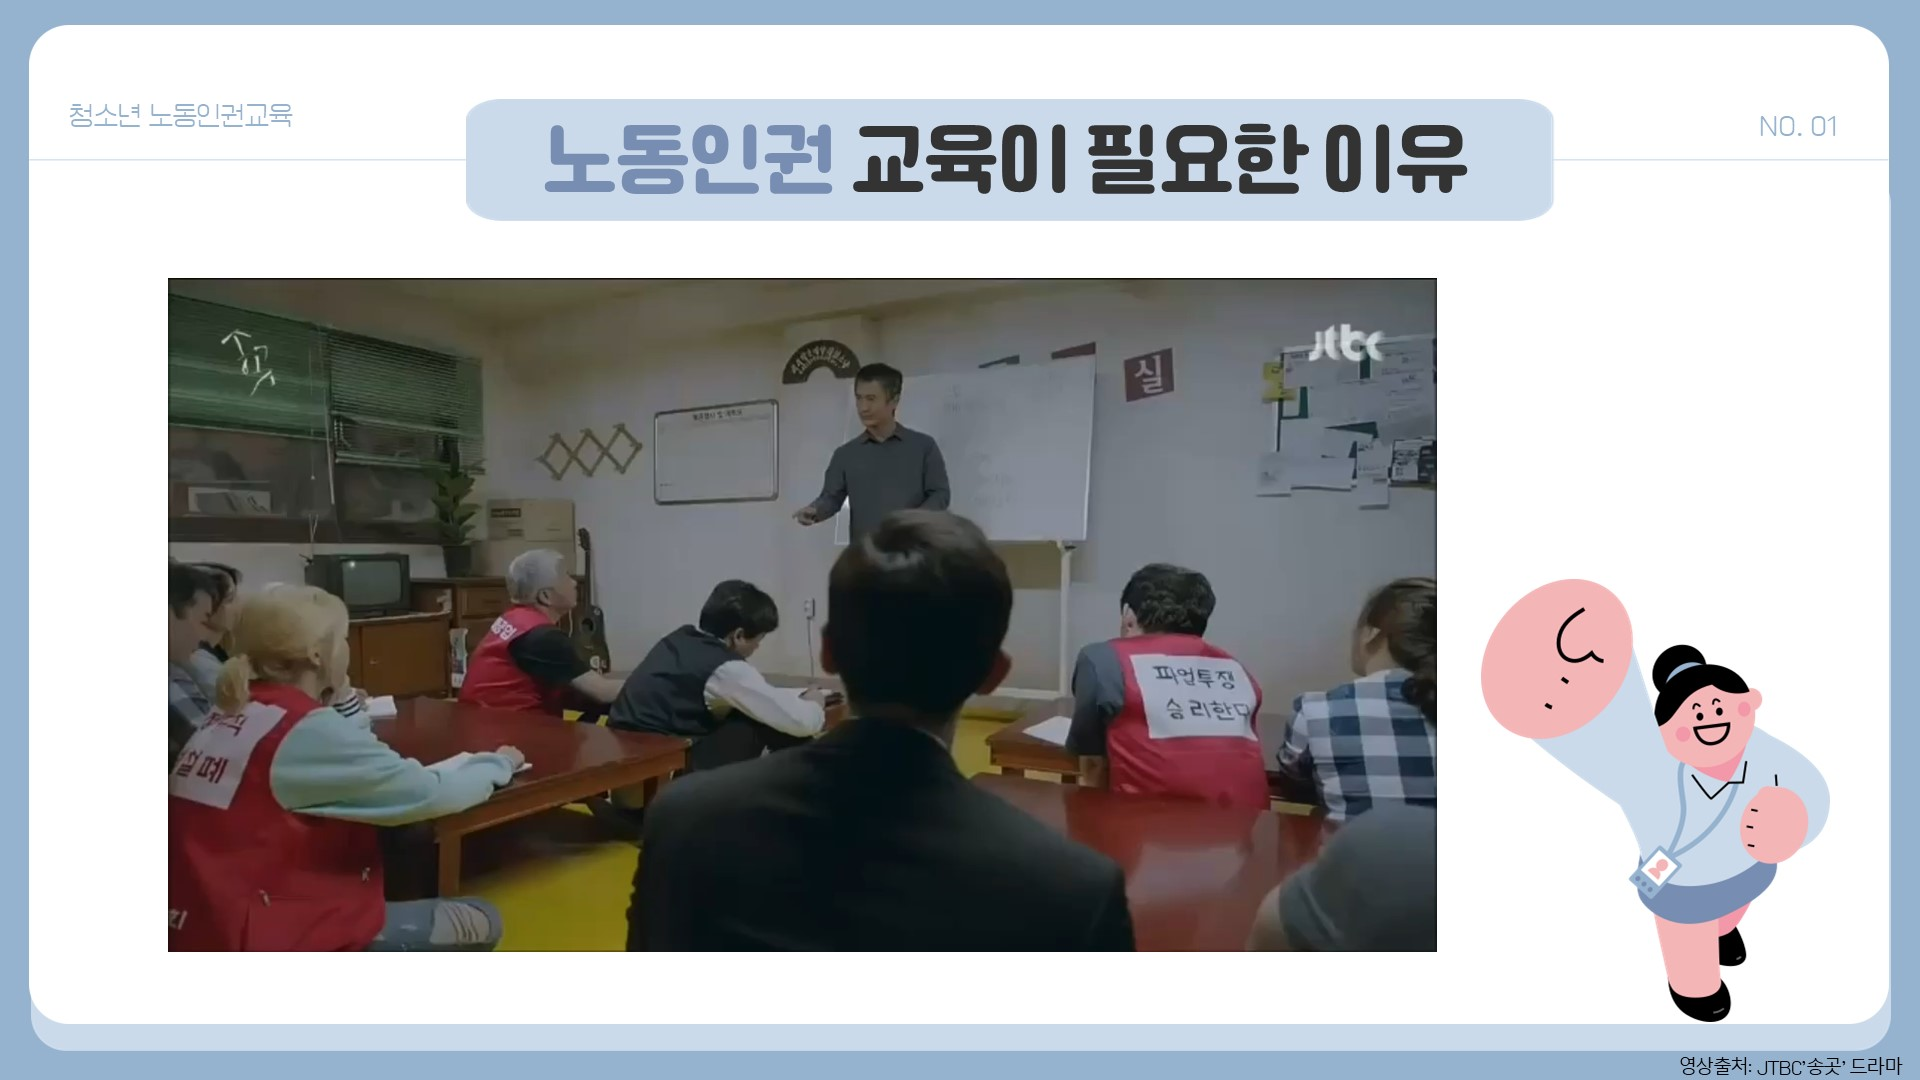 청소년 노동인권교육
노동인권 교육이 필요한 이유
NO. 01
송곳
jtbc
실
파업투쟁
승리한다
영상출처: JTBC'송곳' 드라마